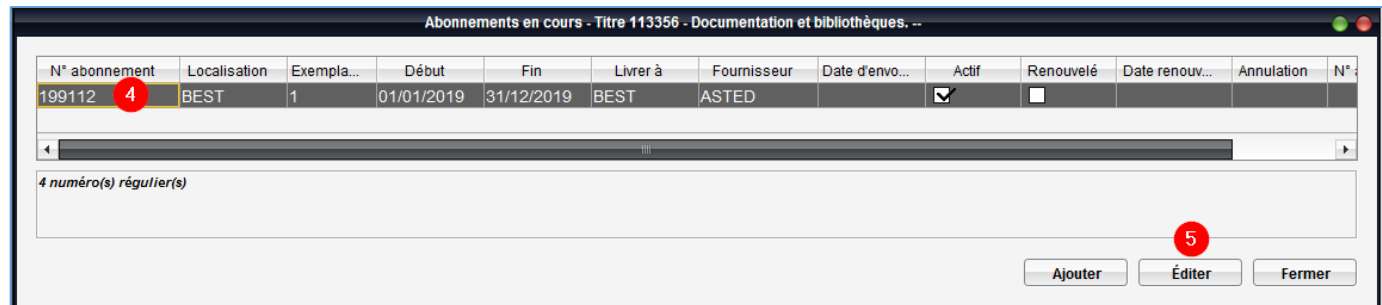 Abonnements en cours - Titre 113356 - Documentation et bibliothèques. --
N° abonnement Localisation Exempla... Début Fin Livrer à Fournisseur Date d'envo... Actif Renouvelé Date renouv... Annulation N°
199112 4 BEST 1 01/01/2019 31/12/2019 BEST ASTED
4 numéro(s) régulier(s)
5
Ajouter Éditer Fermer